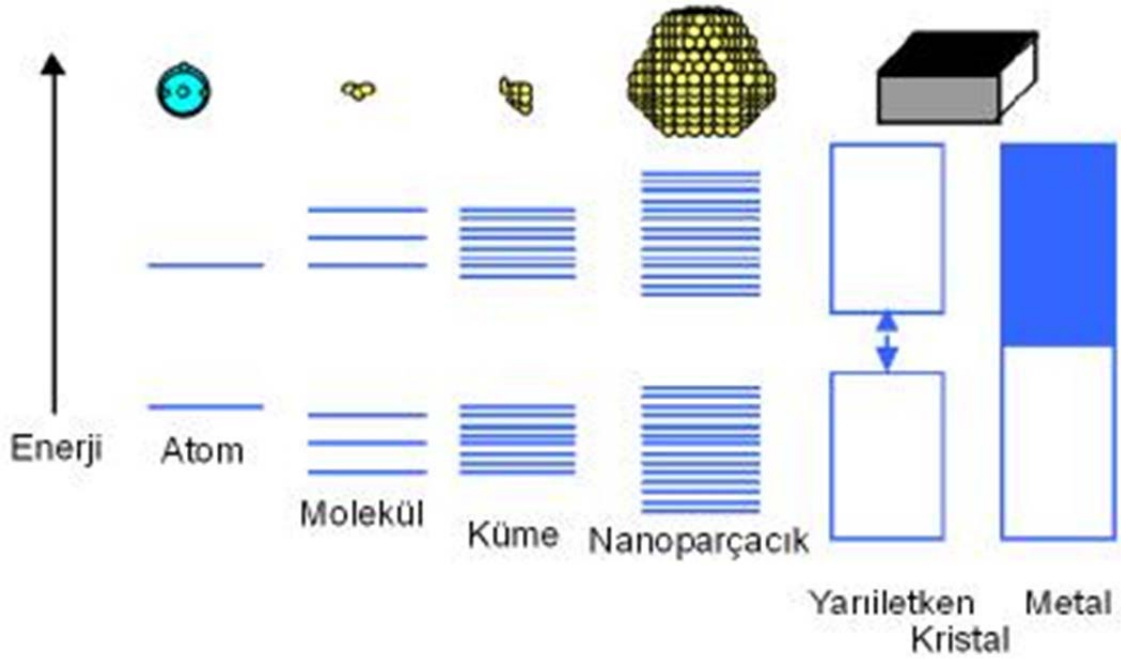 Enerji
Atom
Molekül
Küme
Nanoparçacık
Yarıiletken
Metal
Kristal